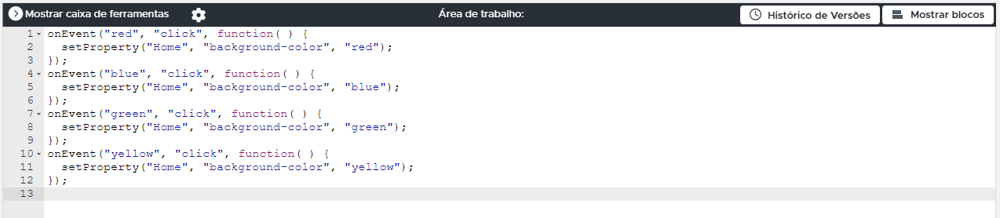 Mostrar caixa de ferramentas Área de trabalho: Histórico de Versões Mostrar blocos
1 onEvent("red", "click", function( ) {
2 setProperty("Home", "background-color", "red");
3 });
4 onEvent("blue", "click", function( ) {
5 setProperty("Home", "background-color", "blue");
6 });
7 onEvent("green", "click", function( ) {
8 setProperty("Home", "background-color", "green");
9 });
10 onEvent("yellow", "click", function( ) {
11 setProperty("Home", "background-color", "yellow");
12 });
13